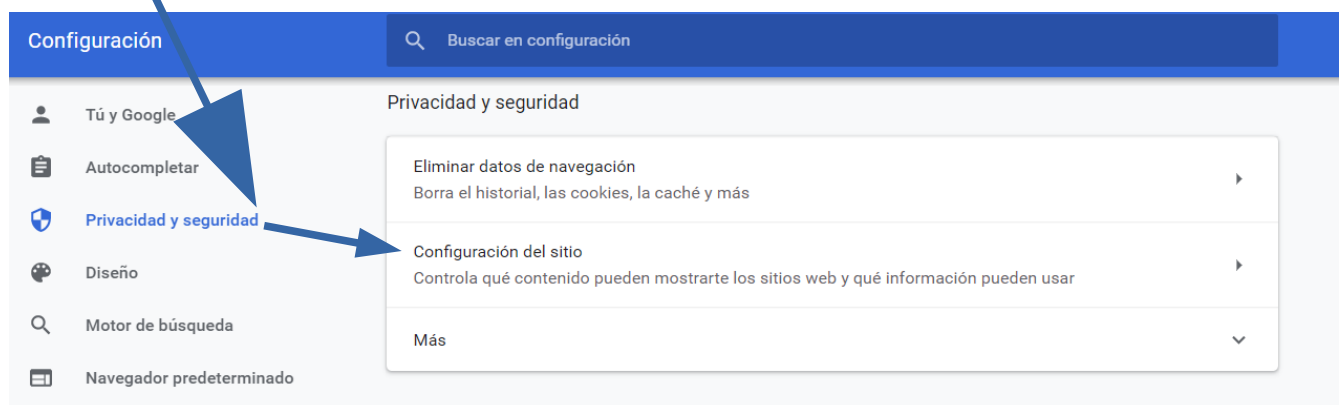 Configuración
Buscar en configuración
Tú y Google
Autocompletar
Privacidad y seguridad
Diseño
Motor de búsqueda
Navegador predeterminado
Privacidad y seguridad
Eliminar datos de navegación
Borra el historial, las cookies, la caché y más
Configuración del sitio
Controla qué contenido pueden mostrarte los sitios web y qué información pueden usar
Más